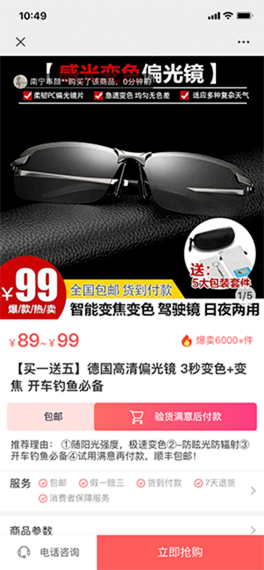 10:49
【感光变色偏光镜】
南宁市颜**购买了该商品，0分钟前
柔韧PC偏光镜片 急速变色 均匀无色差 适应多种复杂天气
送：
5大包装套件
1/5
¥99
爆/款/热/卖
全国包邮 货到付款
智能变焦变色 驾驶镜 日夜两用
¥89~¥99
爆卖6000+件
【买一送五】德国高清偏光镜 3秒变色+变
焦 开车钓鱼必备
包邮
验货满意后付款
推荐理由： ①随阳光强度，极速变色②–防眩光防辐射③
开车钓鱼必备④试用满意再付款，顺丰包邮！
服务 包邮 假一赔三 货到付款 7天退货
消费者保障服务
商品参数
电话咨询
立即抢购